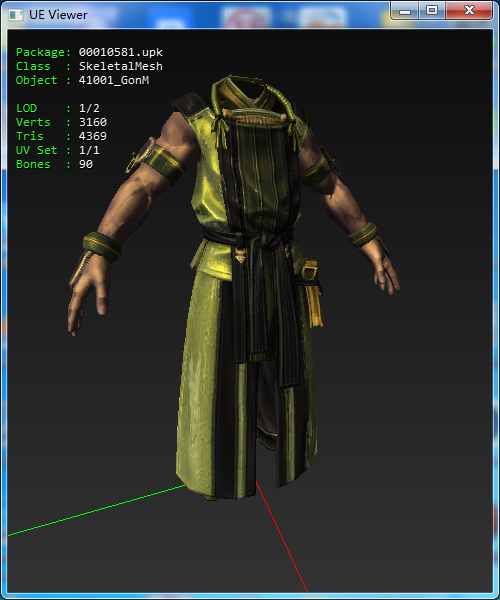 UE Viewer
Package: 00010581.upk
Class : SkeletalMesh
Object : 41001_GonM
LOD : 1/2
Verts : 3160
Tris : 4369
UV Set : 1/1
Bones : 90